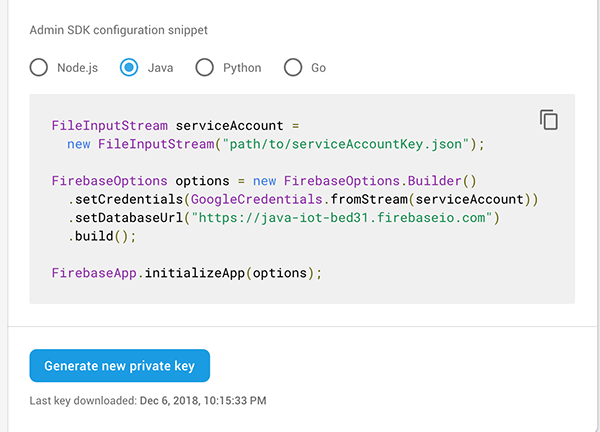 Admin SDK configuration snippet
Node.js Java Python Go
FileInputStream serviceAccount =
new FileInputStream("path/to/serviceAccountKey.json");
FirebaseOptions options = new FirebaseOptions.Builder()
.setCredentials(GoogleCredentials.fromStream(serviceAccount))
.setDatabaseUrl("https://java-iot-bed31.firebaseio.com")
.build();
FirebaseApp.initializeApp(options);
Generate new private key
Last key downloaded: Dec 6, 2018, 10:15:33 PM